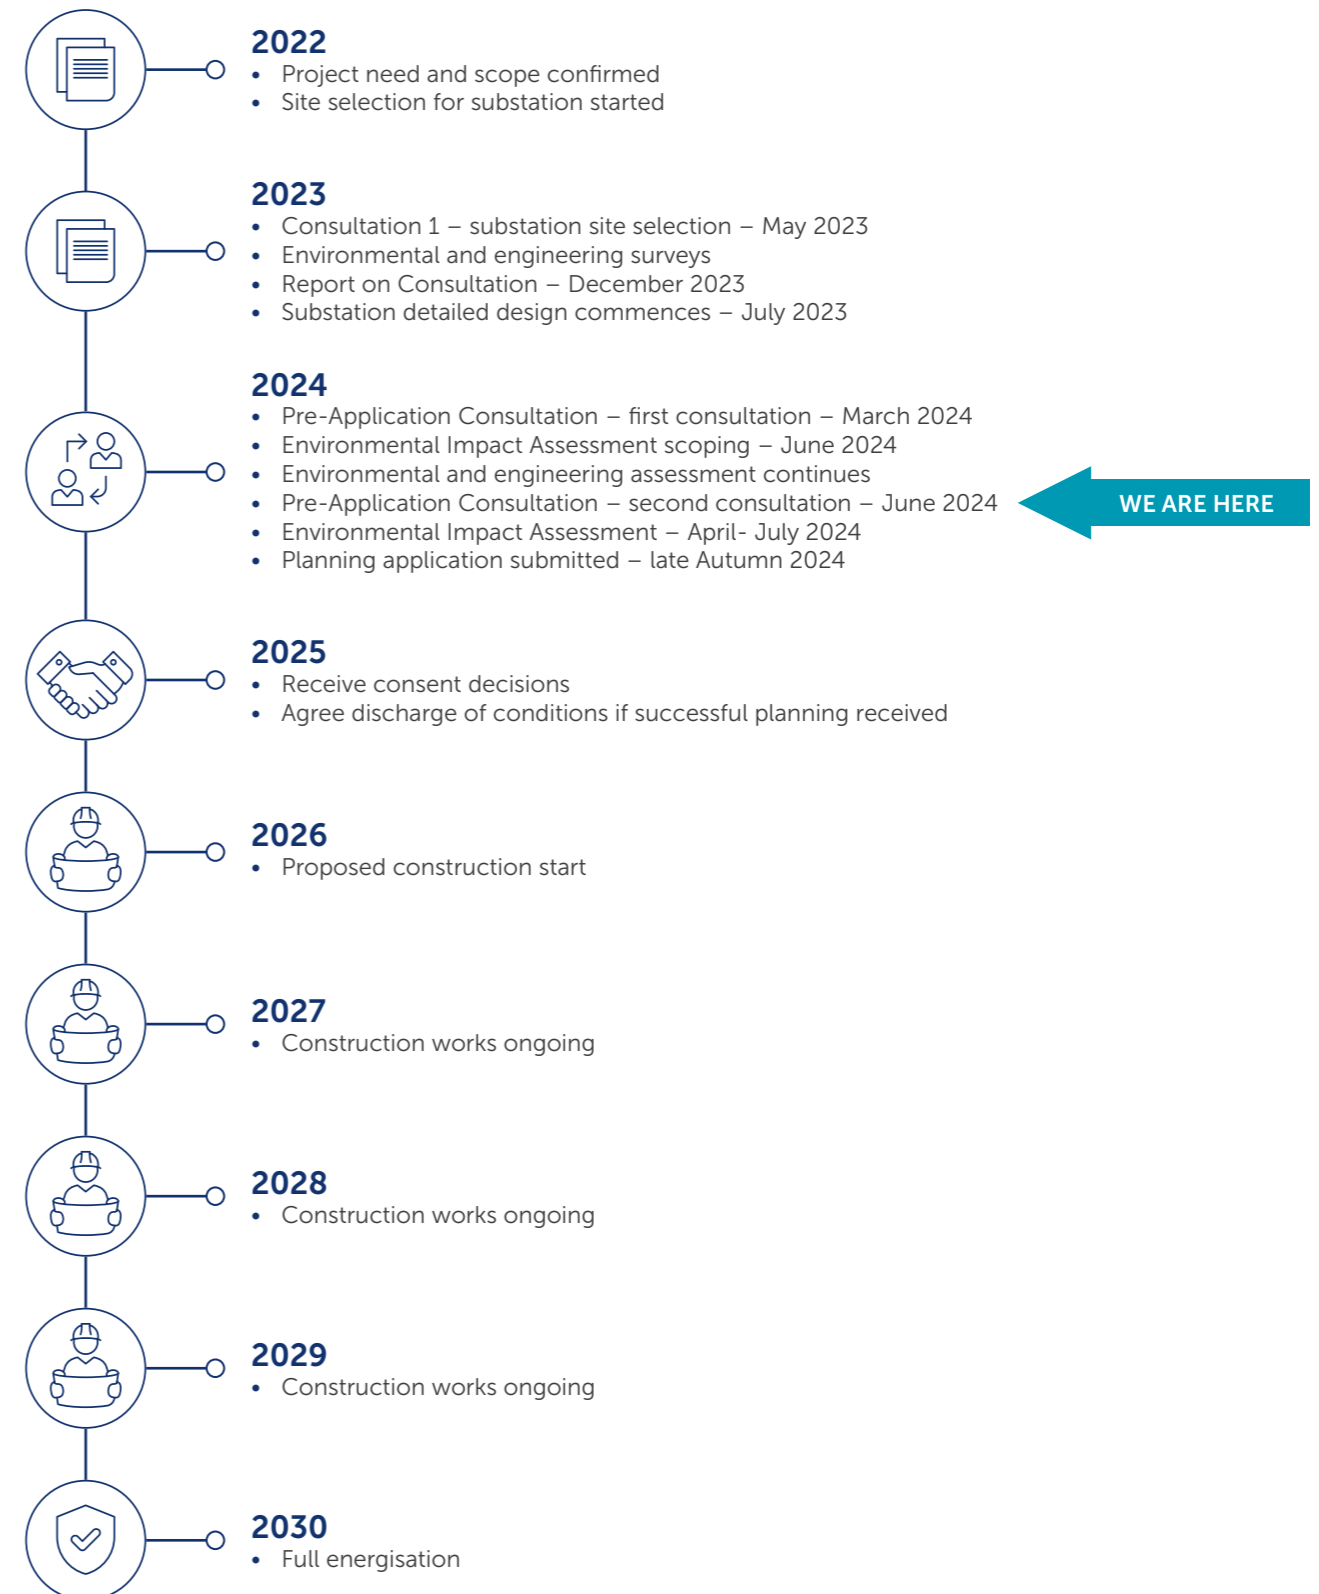 2022
• Project need and scope confirmed
• Site selection for substation started
2023
• Consultation 1 – substation site selection – May 2023
• Environmental and engineering surveys
• Report on Consultation – December 2023
• Substation detailed design commences – July 2023
2024
• Pre-Application Consultation – first consultation – March 2024
• Environmental Impact Assessment scoping – June 2024
• Environmental and engineering assessment continues
• Pre-Application Consultation – second consultation – June 2024
WE ARE HERE
• Environmental Impact Assessment – April- July 2024
• Planning application submitted – late Autumn 2024
2025
• Receive consent decisions
• Agree discharge of conditions if successful planning received
2026
• Proposed construction start
2027
• Construction works ongoing
2028
• Construction works ongoing
2029
• Construction works ongoing
2030
• Full energisation